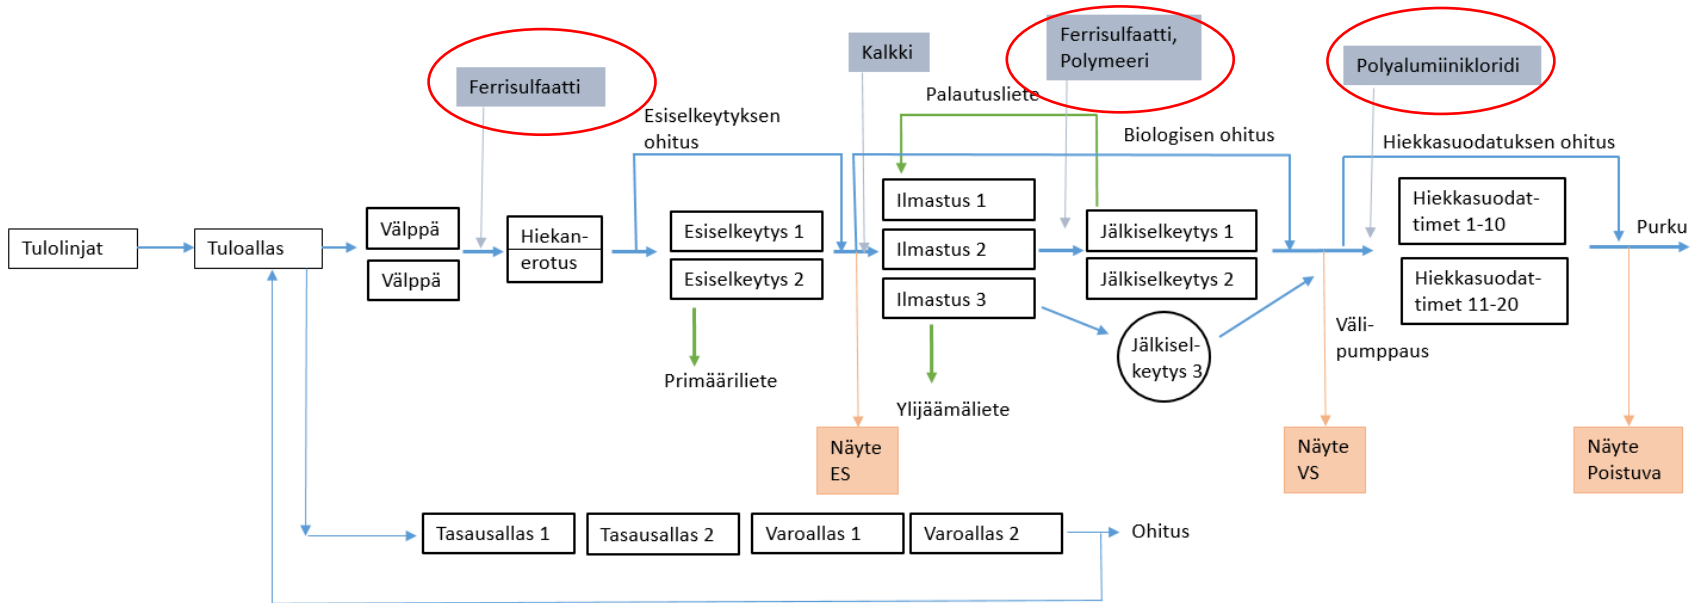 Ferrisulfaatti
Kalkki
Ferrisulfaatti,
Polymeeri
Polyalumiinikloridi
Palautusliete
Esiselkeytyksen
ohitus
Biologisen ohitus
Hiekkasuodatuksen ohitus
Tulolinjat
Tuloallas
Välppä
Välppä
Hiekan-
erotus
Esiselkeytys 1
Esiselkeytys 2
Ilmastus 1
Ilmastus 2
Ilmastus 3
Jälkiselkeytys 1
Jälkiselkeytys 2
Jälkisel-
keytys 3
Hiekkasuodat-
timet 1-10
Hiekkasuodat-
timet 11-20
Purku
Väli-
pumppaus
Primääriliete
Ylijäämäliete
Näyte
ES
Näyte
VS
Näyte
Poistuva
Tasausallas 1
Tasausallas 2
Varoallas 1
Varoallas 2
Ohitus